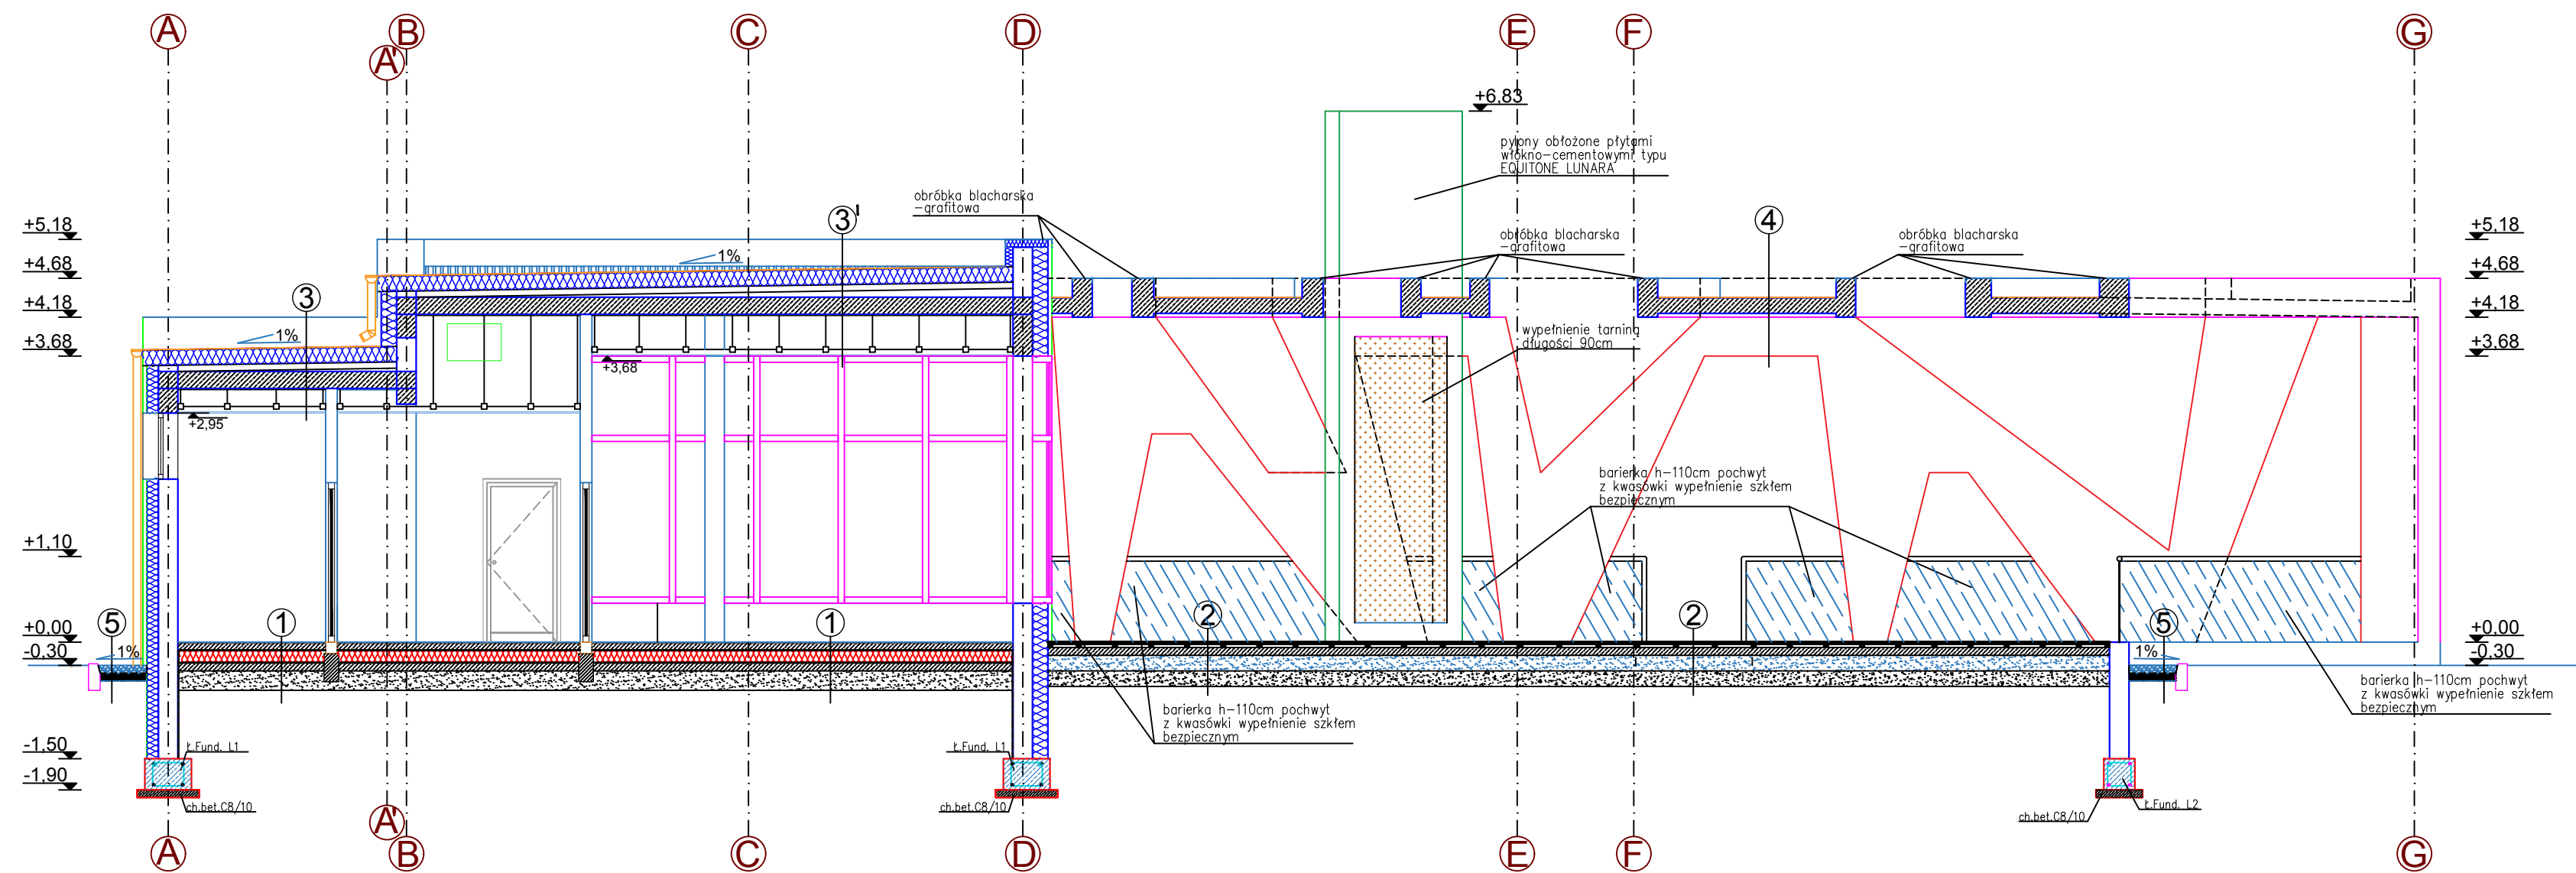 A
A'
B
C
D
E
F
G
+6,83
pylony obłożone płytami
włókno-cementowymi typu
EQUITONE LUNARA
obróbka blacharska
-grafitowa
3'
4
+5,18
+5,18
obróbka blacharska
-grafitowa
obróbka blacharska
-grafitowa
1%
+4,68
+4,68
3
+4,18
+4,18
1%
wypełnienie tarniną
długości 90cm
+3,68
+3,68
+3,68
+2,95
barierka h-110cm pochwyt
z kwasówki wypełnienie szkłem
bezpiecznym
+1,10
5
1
1
2
2
5
+0,00
+0,00
-0,30
1%
1%
-0,30
barierka h-110cm pochwyt
z kwasówki wypełnienie szkłem
bezpiecznym
barierka h-110cm pochwyt
z kwasówki wypełnienie szkłem
bezpiecznym
-1,50
Ł.Fund. L1
Ł.Fund. L1
-1,90
ch.bet.C8/10
ch.bet.C8/10
Ł.Fund. L2
ch.bet.C8/10
A
A'
B
C
D
E
F
G